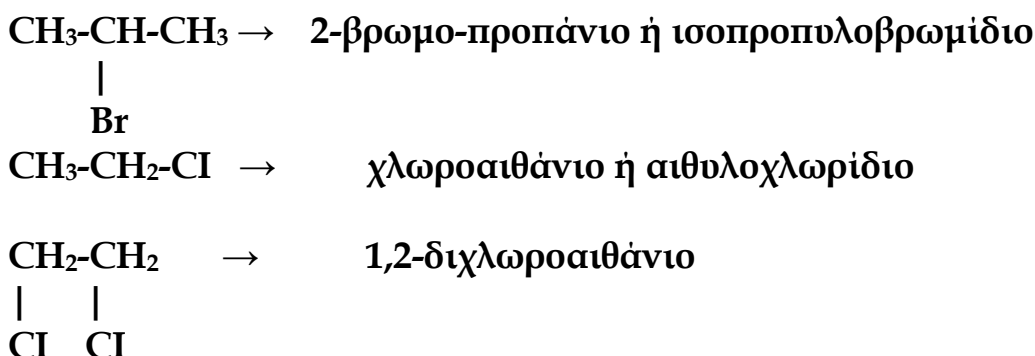 CH₃-CH-CH₃ → 2-βρωμο-προπάνιο ή ισοπροπυλοβρωμίδιο
|
Br
CH₃-CH₂-CI → χλωροαιθάνιο ή αιθυλοχλωρίδιο
CH₂-CH₂ → 1,2-διχλωροαιθάνιο
| |
CI CI